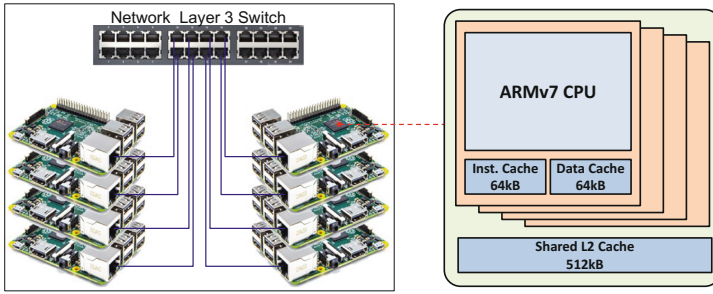 Network Layer 3 Switch
ARMv7 CPU
Inst. Cache
64kB
Data Cache
64kB
Shared L2 Cache
512kB